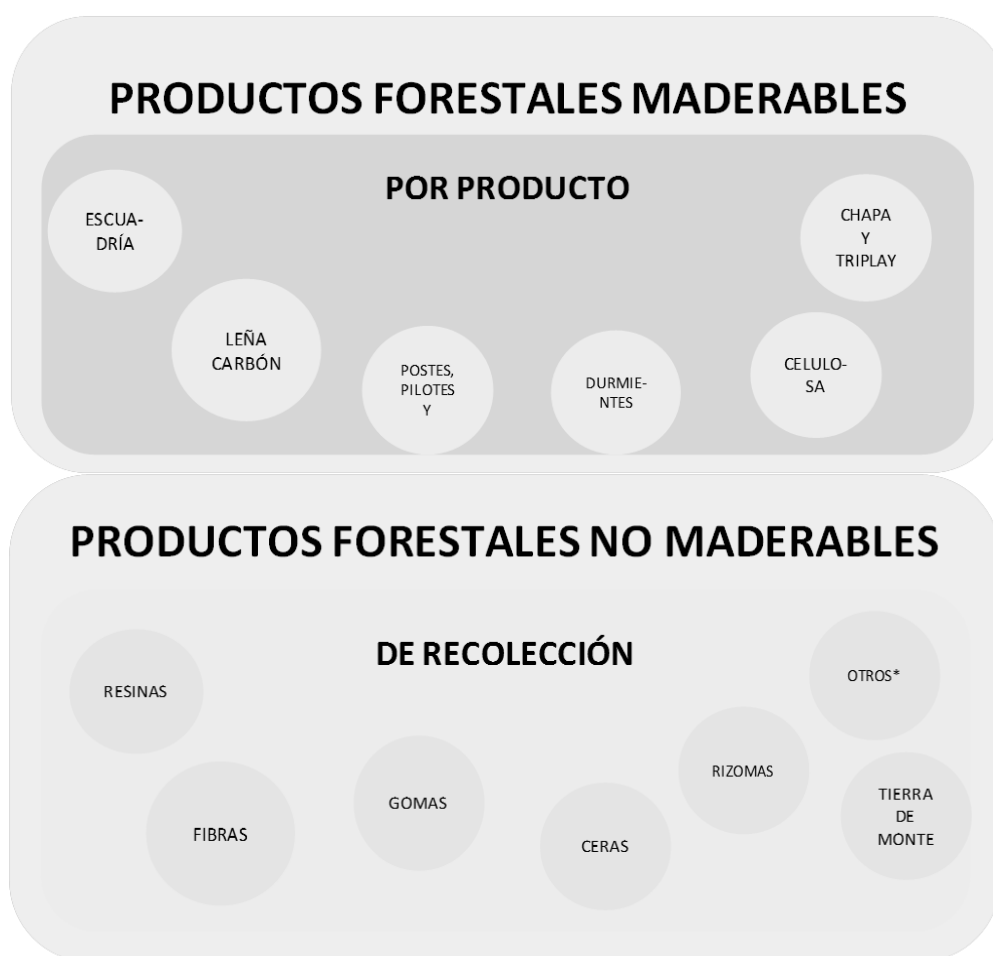 PRODUCTOS FORESTALES MADERABLES
POR PRODUCTO
ESCUA-
DRÍA
LEÑA
CARBÓN
POSTES,
PILOTES
Y
DURMIE-
NTES
CELULO-
SA
CHAPA
Y
TRIPLAY
PRODUCTOS FORESTALES NO MADERABLES
DE RECOLECCIÓN
RESINAS
FIBRAS
GOMAS
CERAS
RIZOMAS
OTROS*
TIERRA
DE
MONTE